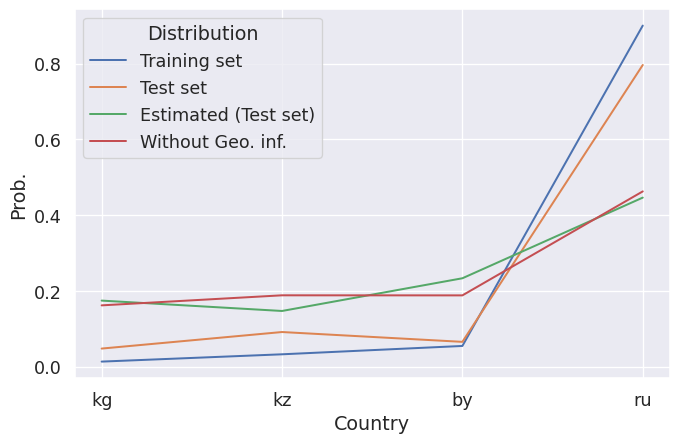 Distribution
Training set
Test set
Estimated (Test set)
Without Geo. inf.
0.8
0.6
0.4
0.2
0.0
Prob.
kg kz by ru
Country